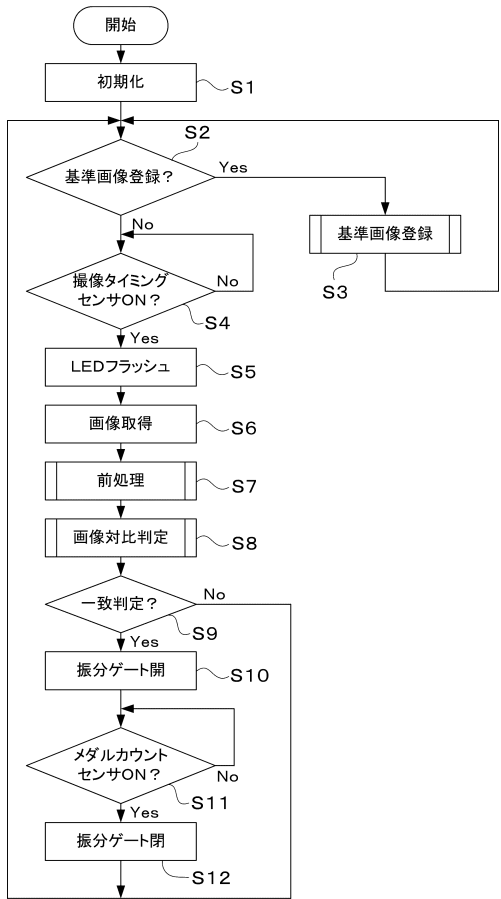 開始
初期化
S1
S2
基準画像登録？
Yes
No
基準画像登録
S3
撮像タイミング
センサON？
No
S4
Yes
LEDフラッシュ
S5
画像取得
S6
前処理
S7
画像対比判定
S8
一致判定？
No
S9
Yes
振分ゲート開
S10
メダルカウント
センサON？
No
S11
Yes
振分ゲート閉
S12